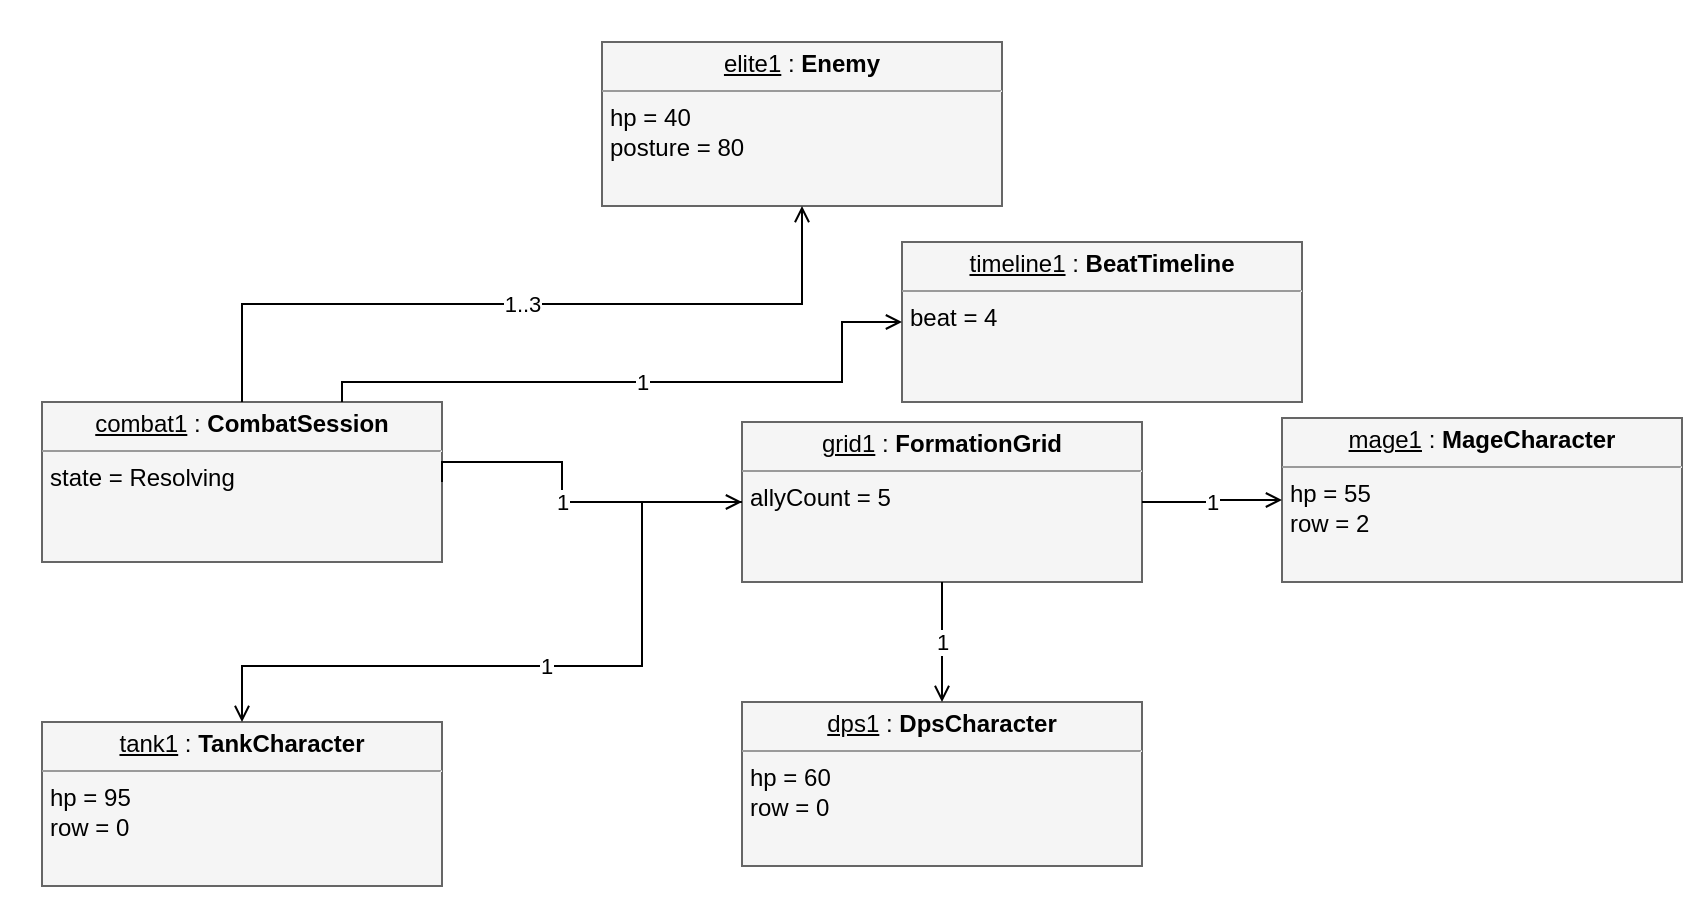 elite1 : Enemy
hp = 40
posture = 80
timeline1 : BeatTimeline
beat = 4
1..3
1
combat1 : CombatSession
state = Resolving
grid1 : FormationGrid
allyCount = 5
mage1 : MageCharacter
hp = 55
row = 2
1
1
1
1
tank1 : TankCharacter
hp = 95
row = 0
dps1 : DpsCharacter
hp = 60
row = 0